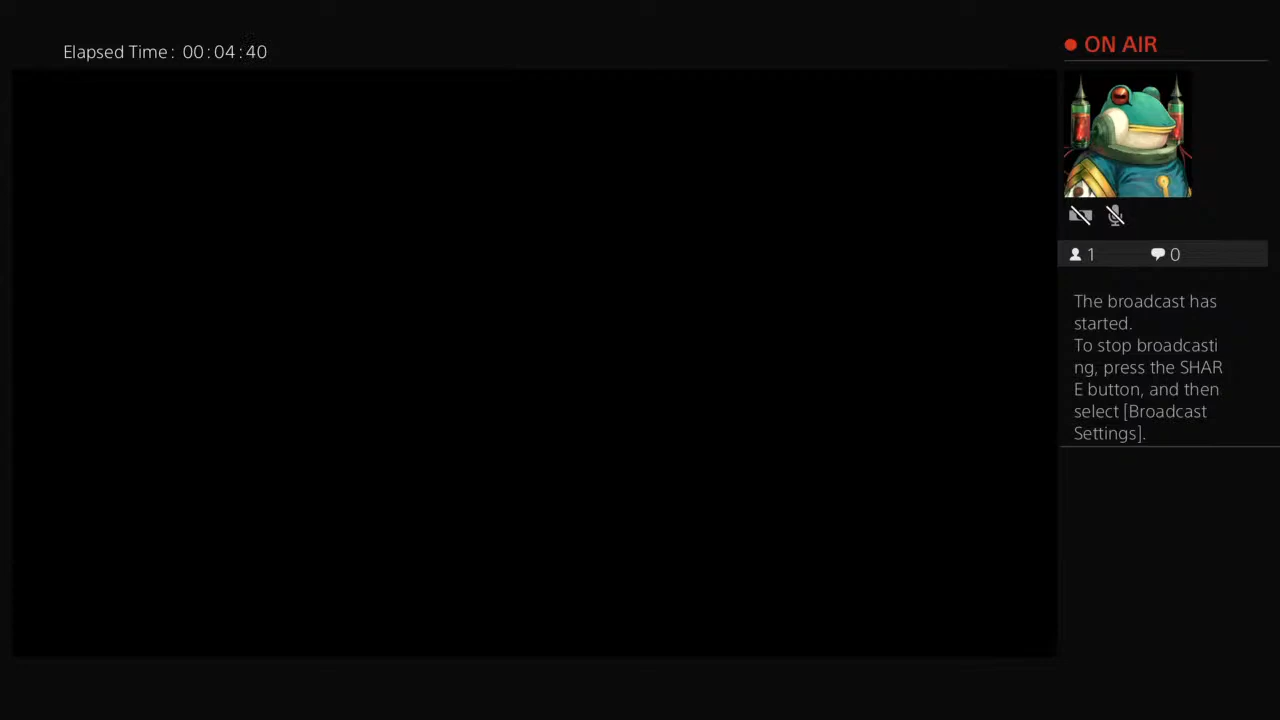 Elapsed Time: 00:04:40
ON AIR
1 0
The broadcast has
started.
To stop broadcasti
ng, press the SHAR
E button, and then
select [Broadcast
Settings].